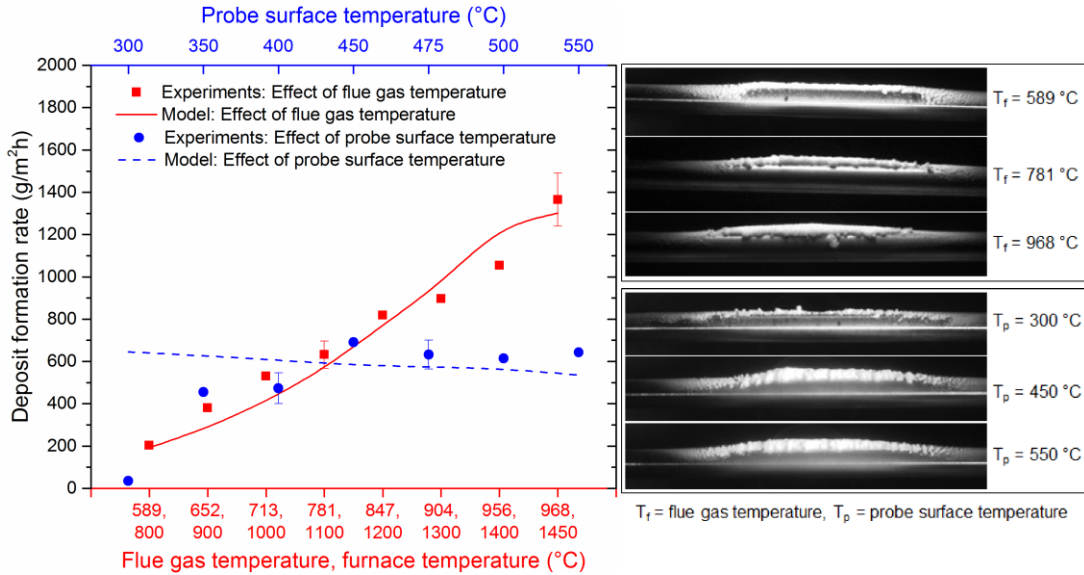 Probe surface temperature (°C)
300 350 400 450 475 500 550
2000
1800
1600
1400
1200
1000
800
600
400
200
0
Deposit formation rate (g/m²h)
Experiments: Effect of flue gas temperature
Model: Effect of flue gas temperature
Experiments: Effect of probe surface temperature
Model: Effect of probe surface temperature
589, 652, 713, 781, 847, 904, 956, 968,
800 900 1000 1100 1200 1300 1400 1450
Flue gas temperature, furnace temperature (°C)
T_f = 589 °C
T_f = 781 °C
T_f = 968 °C
T_p = 300 °C
T_p = 450 °C
T_p = 550 °C
T_f = flue gas temperature, T_p = probe surface temperature